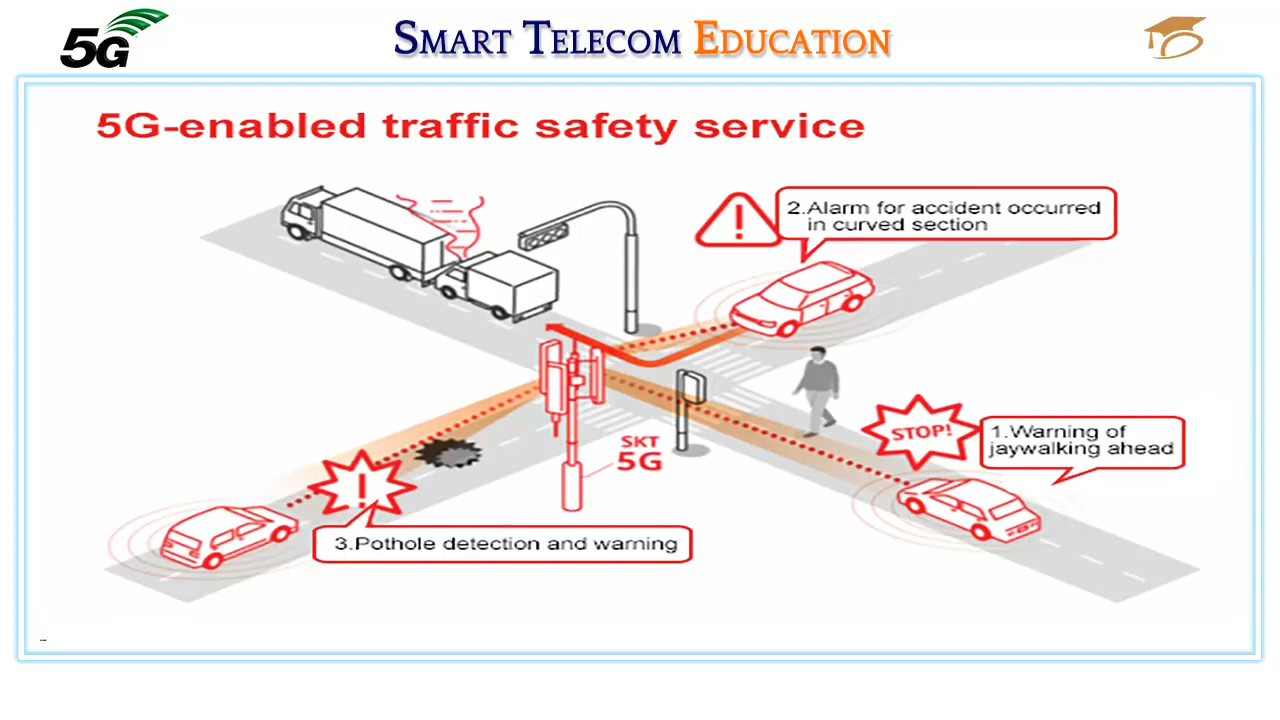 5G
SMART TELECOM EDUCATION
5G-enabled traffic safety service
2.Alarm for accident occurred
in curved section
!
STOP!
1.Warning of
jaywalking ahead
SKT
5G
!
3.Pothole detection and warning